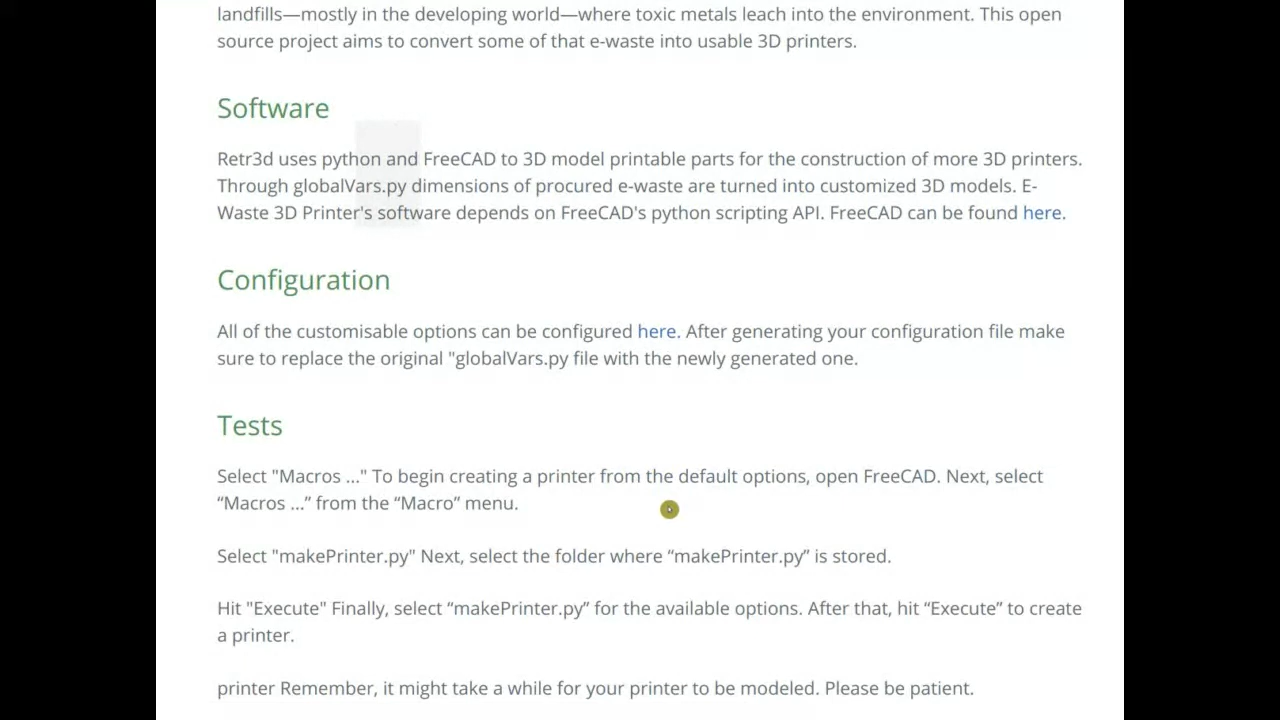 landfills—mostly in the developing world—where toxic metals leach into the environment. This open
source project aims to convert some of that e-waste into usable 3D printers.
Software
Retr3d uses python and FreeCAD to 3D model printable parts for the construction of more 3D printers.
Through globalVars.py dimensions of procured e-waste are turned into customized 3D models. E-
Waste 3D Printer's software depends on FreeCAD's python scripting API. FreeCAD can be found here.
Configuration
All of the customisable options can be configured here. After generating your configuration file make
sure to replace the original "globalVars.py file with the newly generated one.
Tests
Select "Macros ..." To begin creating a printer from the default options, open FreeCAD. Next, select
“Macros ...” from the “Macro” menu.
Select "makePrinter.py" Next, select the folder where “makePrinter.py” is stored.
Hit "Execute" Finally, select “makePrinter.py” for the available options. After that, hit “Execute” to create
a printer.
printer Remember, it might take a while for your printer to be modeled. Please be patient.